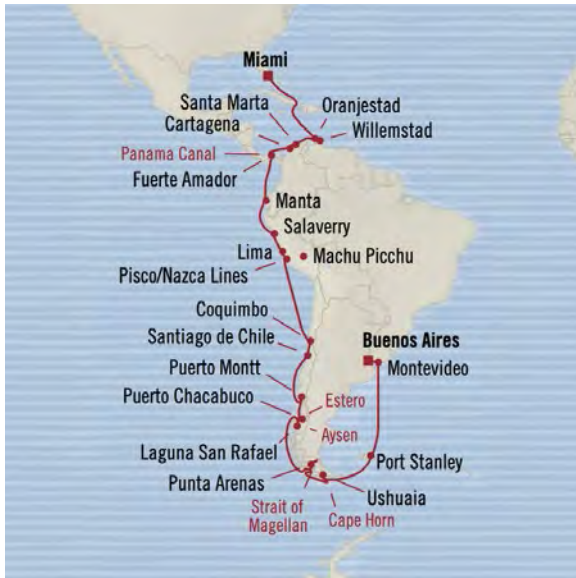 Miami
Santa Marta
Oranjestad
Cartagena
Willemstad
Panama Canal
Fuerte Amador
Manta
Salaverry
Lima
Machu Picchu
Pisco/Nazca Lines
Coquimbo
Santiago de Chile
Buenos Aires
Montevideo
Puerto Montt
Puerto Chacabuco
Estero
Aysen
Laguna San Rafael
Port Stanley
Punta Arenas
Ushuaia
Strait of
Magellan
Cape Horn